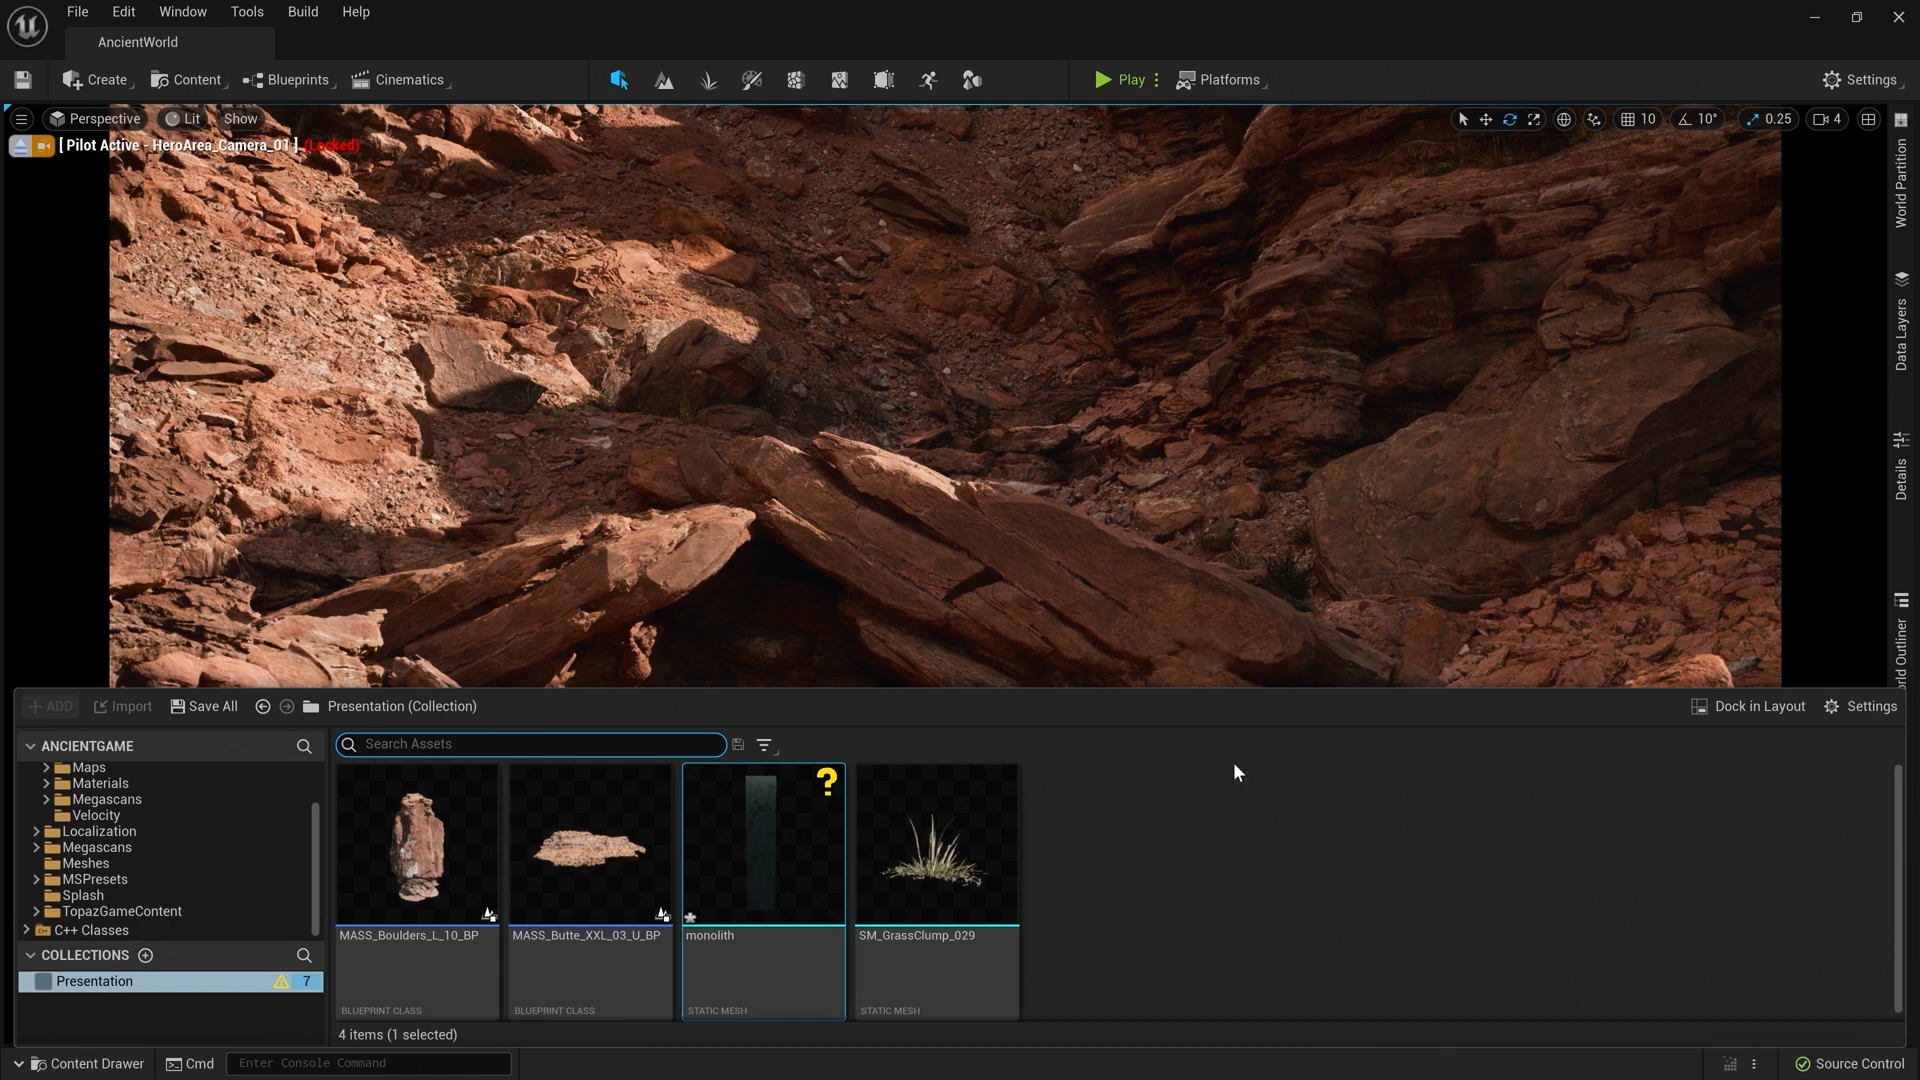 File Edit Window Tools Build Help
AncientWorld
Create Content Blueprints Cinematics Play Platforms Settings
Perspective Lit Show 10 10° 0.25 4
[ Pilot Active - HeroArea_Camera_01 ] (Locked)
World Partition
Data Layers
Details
rld Outliner
+ ADD Import Save All Presentation (Collection) Dock in Layout Settings
ANCIENTGAME
Search Assets
Maps
Materials
Megascans
Velocity
Localization
Megascans
Meshes
MSPresets
Splash
TopazGameContent
C++ Classes
COLLECTIONS
Presentation 7
?
MASS_Boulders_L_10_BP MASS_Butte_XXL_03_U_BP monolith SM_GrassClump_029
BLUEPRINT CLASS BLUEPRINT CLASS STATIC MESH STATIC MESH
4 items (1 selected)
Content Drawer Cmd Enter Console Command Source Control